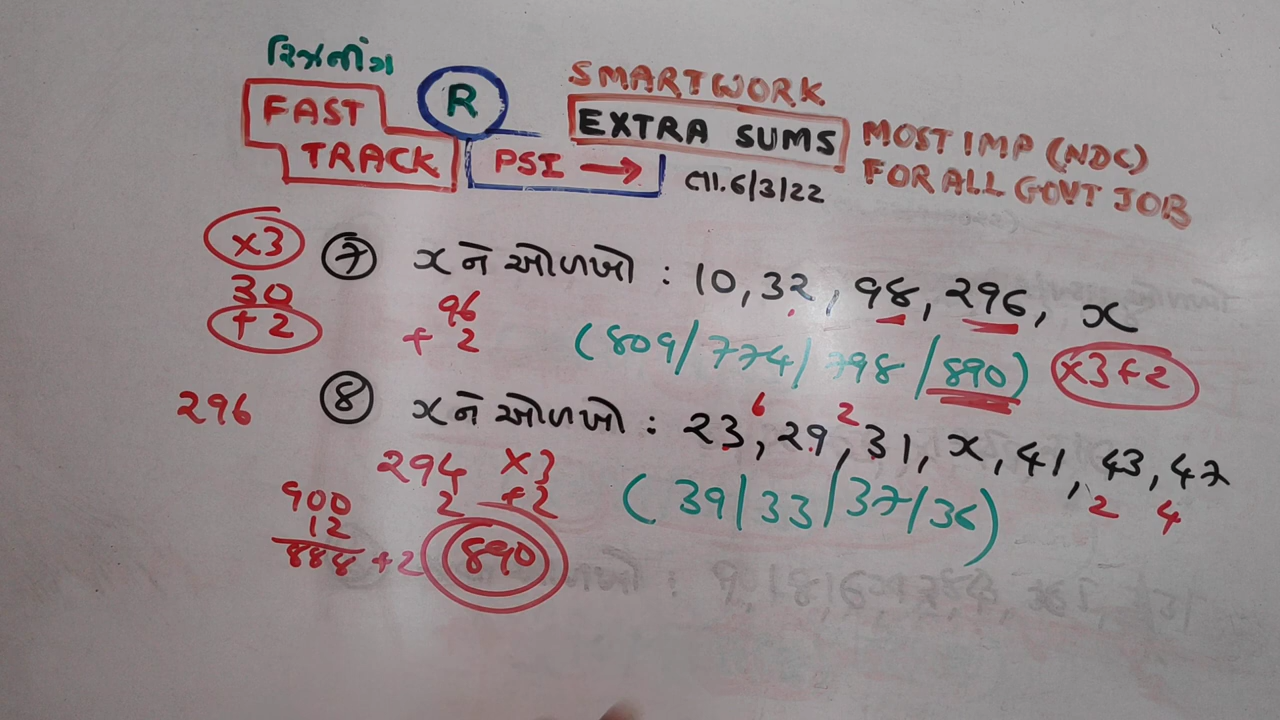 રિઝનીંગ
FAST
TRACK
R
PSI →
SMARTWORK
EXTRA SUMS
તા.6/3/22
MOST IMP (NDC)
FOR ALL GOVT JOB
×3
30
+2
(7) x ને ઓળખો : 10, 32, 98, 296, x
96
+ 2
(809/774/798/890) ×3+2
296
(8) x ને ઓળખો : 23, 29, 31, x, 41, 43, 47
6 2
2 4
(39/33/37/36)
294 ×3
2 +2
900
12
888 +2 890